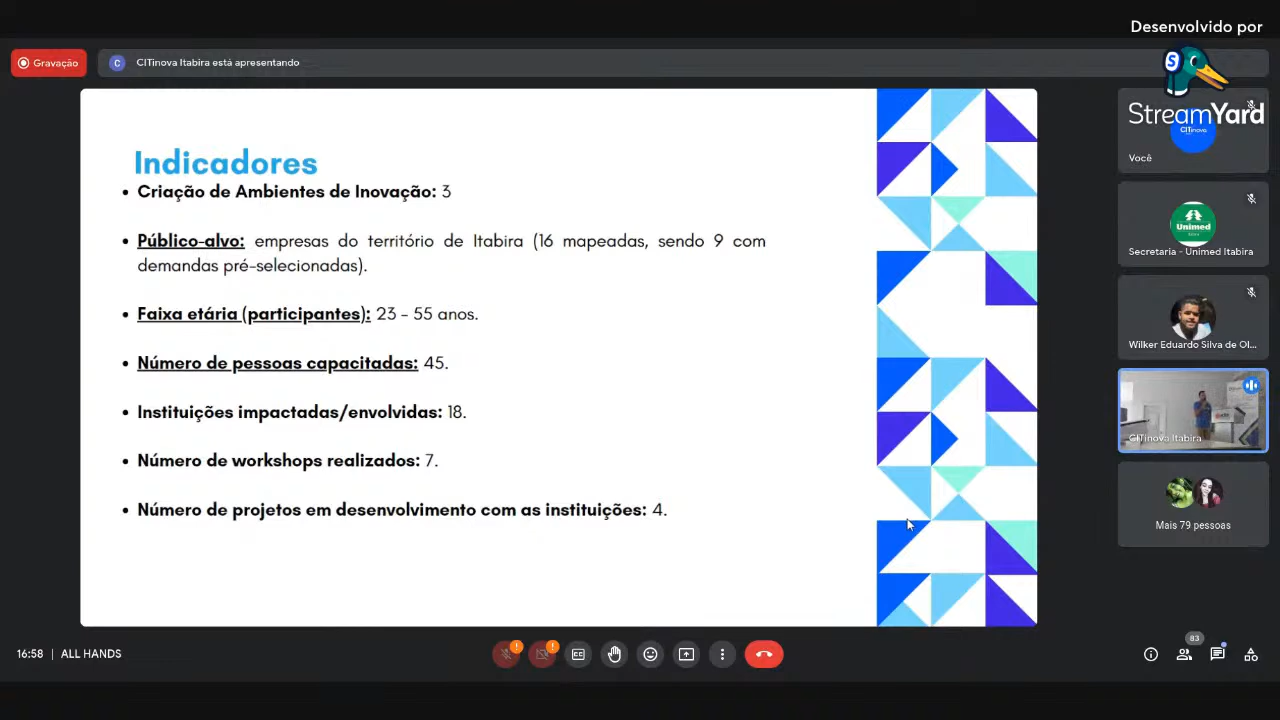 Desenvolvido por
StreamYard
Gravação
C
CITinova Itabira está apresentando
Indicadores
• Criação de Ambientes de Inovação: 3
• Público-alvo: empresas do território de Itabira (16 mapeadas, sendo 9 com
demandas pré-selecionadas).
• Faixa etária (participantes): 23 - 55 anos.
• Número de pessoas capacitadas: 45.
• Instituições impactadas/envolvidas: 18.
• Número de workshops realizados: 7.
• Número de projetos em desenvolvimento com as instituições: 4.
CITinova
Você
Unimed
Secretaria - Unimed Itabira
Wilker Eduardo Silva de Ol...
CITinova Itabira
Mais 79 pessoas
16:58 | ALL HANDS
83